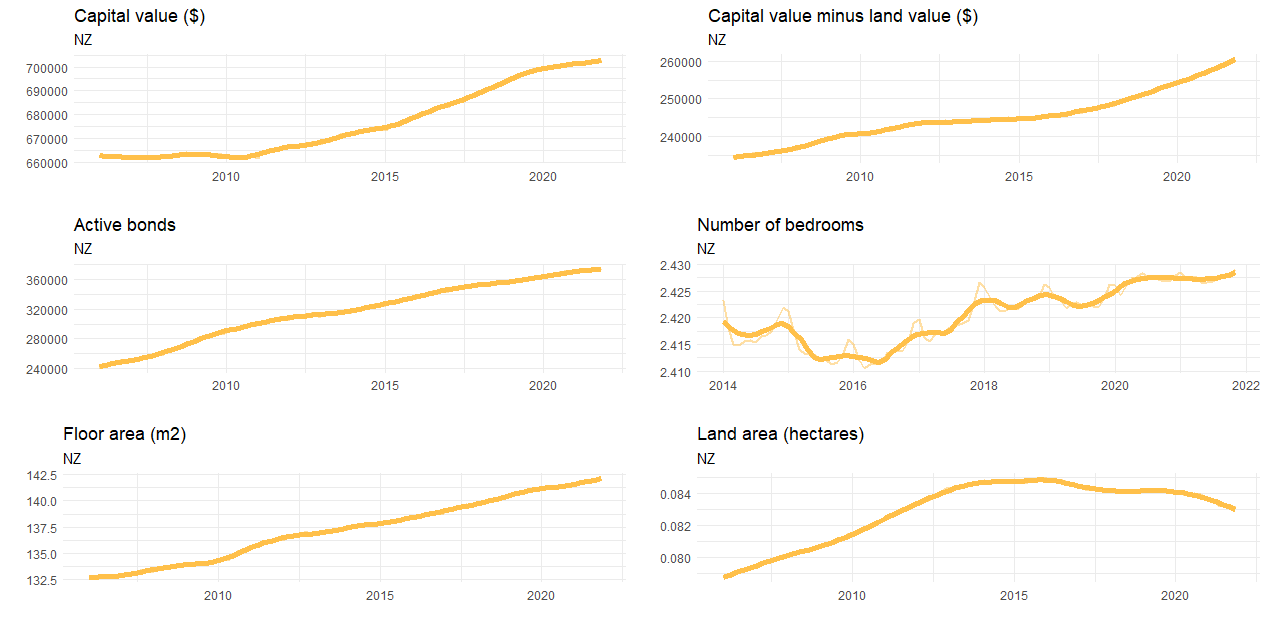 Capital value ($)
NZ
700000
690000
680000
670000
660000
2010 2015 2020
Capital value minus land value ($)
NZ
260000
250000
240000
2010 2015 2020
Active bonds
NZ
360000
320000
280000
240000
2010 2015 2020
Number of bedrooms
NZ
2.430
2.425
2.420
2.415
2.410
2014 2016 2018 2020 2022
Floor area (m2)
NZ
142.5
140.0
137.5
135.0
132.5
2010 2015 2020
Land area (hectares)
NZ
0.084
0.082
0.080
2010 2015 2020